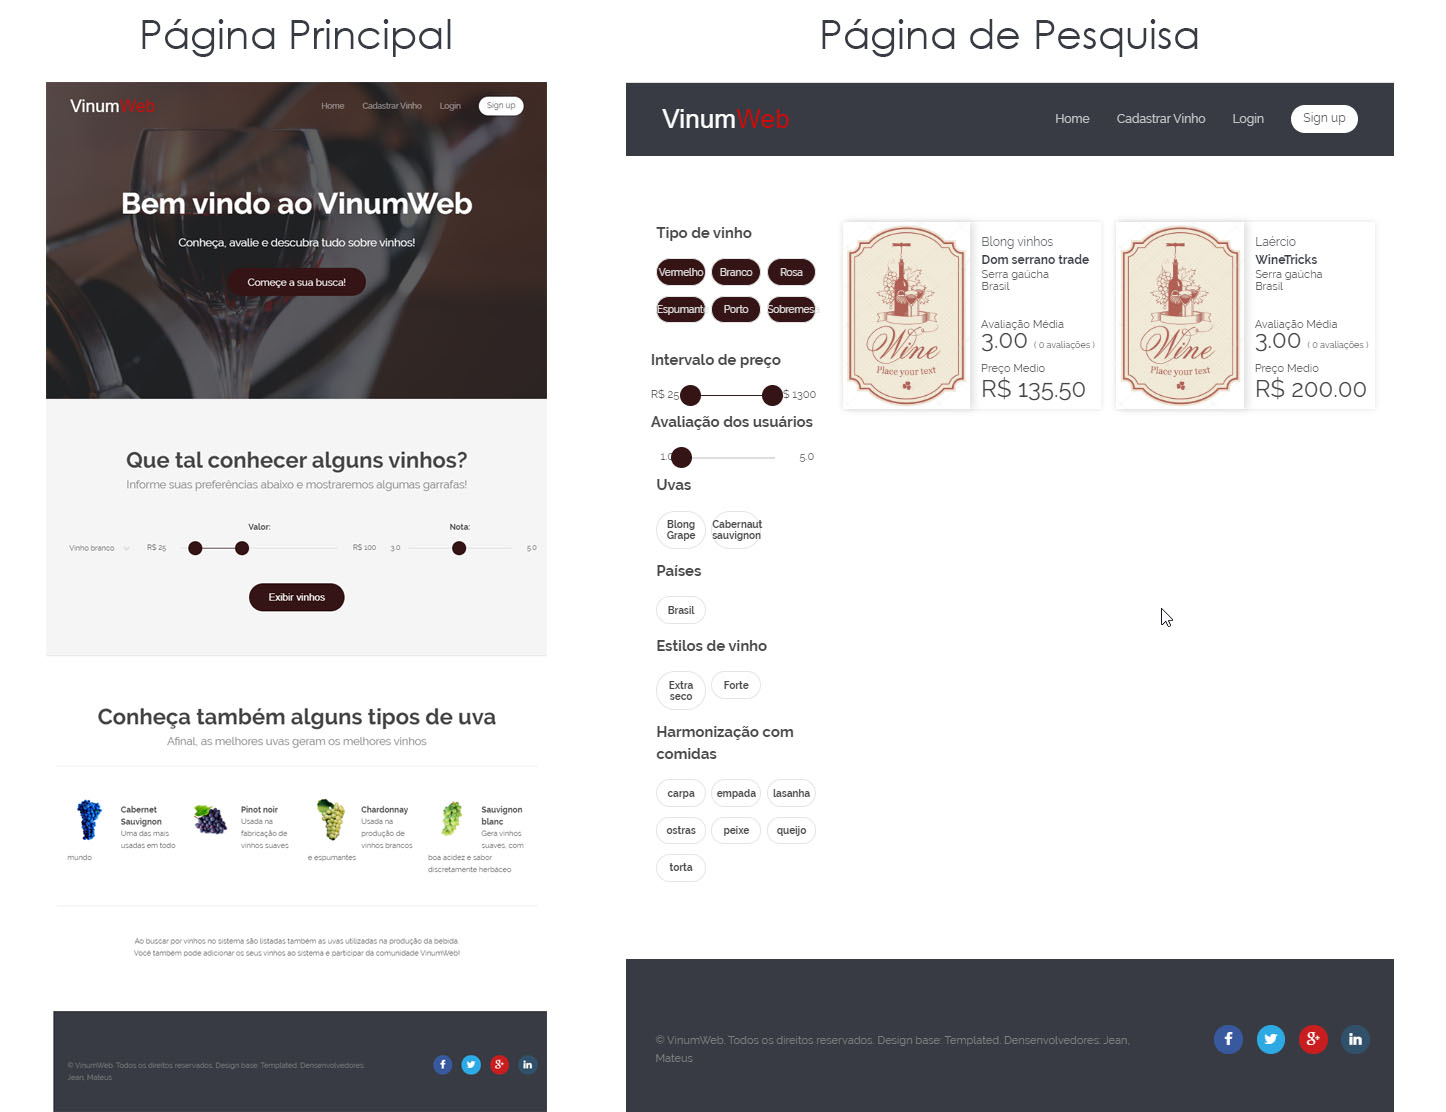 Página Principal
VinumWeb
Home
Cadastrar Vinho
Login
Sign up
Bem vindo ao VinumWeb
Conheça, avalie e descubra tudo sobre vinhos!
Começe a sua busca!
Que tal conhecer alguns vinhos?
Informe suas preferências abaixo e mostraremos algumas garrafas!
Valor:
Nota:
Vinho branco
R$ 25
R$ 100
3.0
5.0
Exibir vinhos
Conheça também alguns tipos de uva
Afinal, as melhores uvas geram os melhores vinhos
Cabernet
Sauvignon
Uma das mais
usadas em todo
mundo
Pinot noir
Usada na
fabricação de
vinhos suaves
Chardonnay
Usada na
produção de
vinhos brancos
e espumantes
Sauvignon
blanc
Gera vinhos
suaves, com
boa acidez e sabor
discretamente herbáceo
Ao buscar por vinhos no sistema são listadas também as uvas utilizadas na produção da bebida.
Você também pode adicionar os seus vinhos ao sistema e participar da comunidade VinumWeb!
© VinumWeb. Todos os direitos reservados. Design base: Templated. Densenvolvedores:
Jean, Mateus
Página de Pesquisa
VinumWeb
Home
Cadastrar Vinho
Login
Sign up
Tipo de vinho
Vermelho
Branco
Rosa
Espumant
Porto
Sobremes
Intervalo de preço
R$ 25
$ 1300
Avaliação dos usuários
1.0
5.0
Uvas
Blong
Grape
Cabernaut
sauvignon
Países
Brasil
Estilos de vinho
Extra
seco
Forte
Harmonização com
comidas
carpa
empada
lasanha
ostras
peixe
queijo
torta
Wine
Place your text
Blong vinhos
Dom serrano trade
Serra gaúcha
Brasil
Avaliação Média
3.00 ( 0 avaliações )
Preço Medio
R$ 135.50
Wine
Place your text
Laércio
WineTricks
Serra gaúcha
Brasil
Avaliação Média
3.00 ( 0 avaliações )
Preço Medio
R$ 200.00
© VinumWeb. Todos os direitos reservados. Design base: Templated. Densenvolvedores: Jean,
Mateus